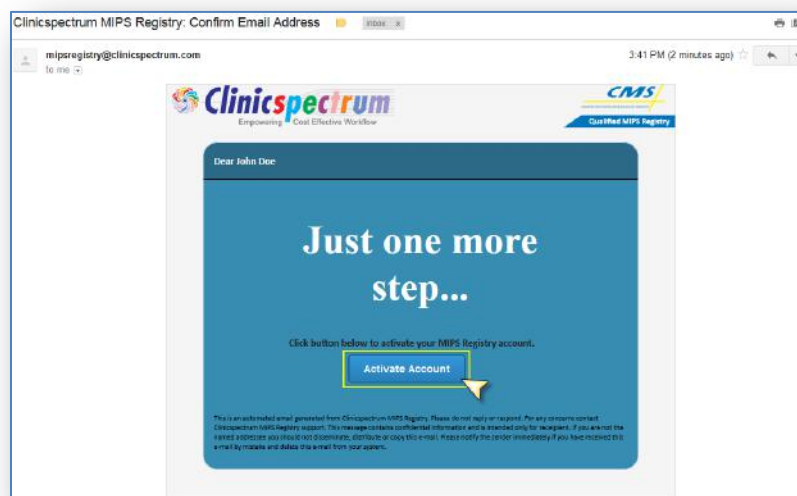 Clinicspectrum MIPS Registry: Confirm Email Address
Inbox x
mipsregistry@clinicspectrum.com
3:41 PM (2 minutes ago)
to me
Clinicspectrum
Empowering Cost Effective Workflow
CMS
Qualified MIPS Registry
Dear John Doe
Just one more
step...
Click button below to activate your MIPS Registry account.
Activate Account
This is an automated email generated from Clinicspectrum MIPS Registry. Please do not reply or respond. For any concerns contact
Clinicspectrum MIPS Registry support. This message contains confidential information and is intended only for recepient. If you are not the
named addressee you should not disseminate, distribute or copy this e-mail. Please notify the sender immediately if you have received this
e-mail by mistake and delete this e-mail from your system.